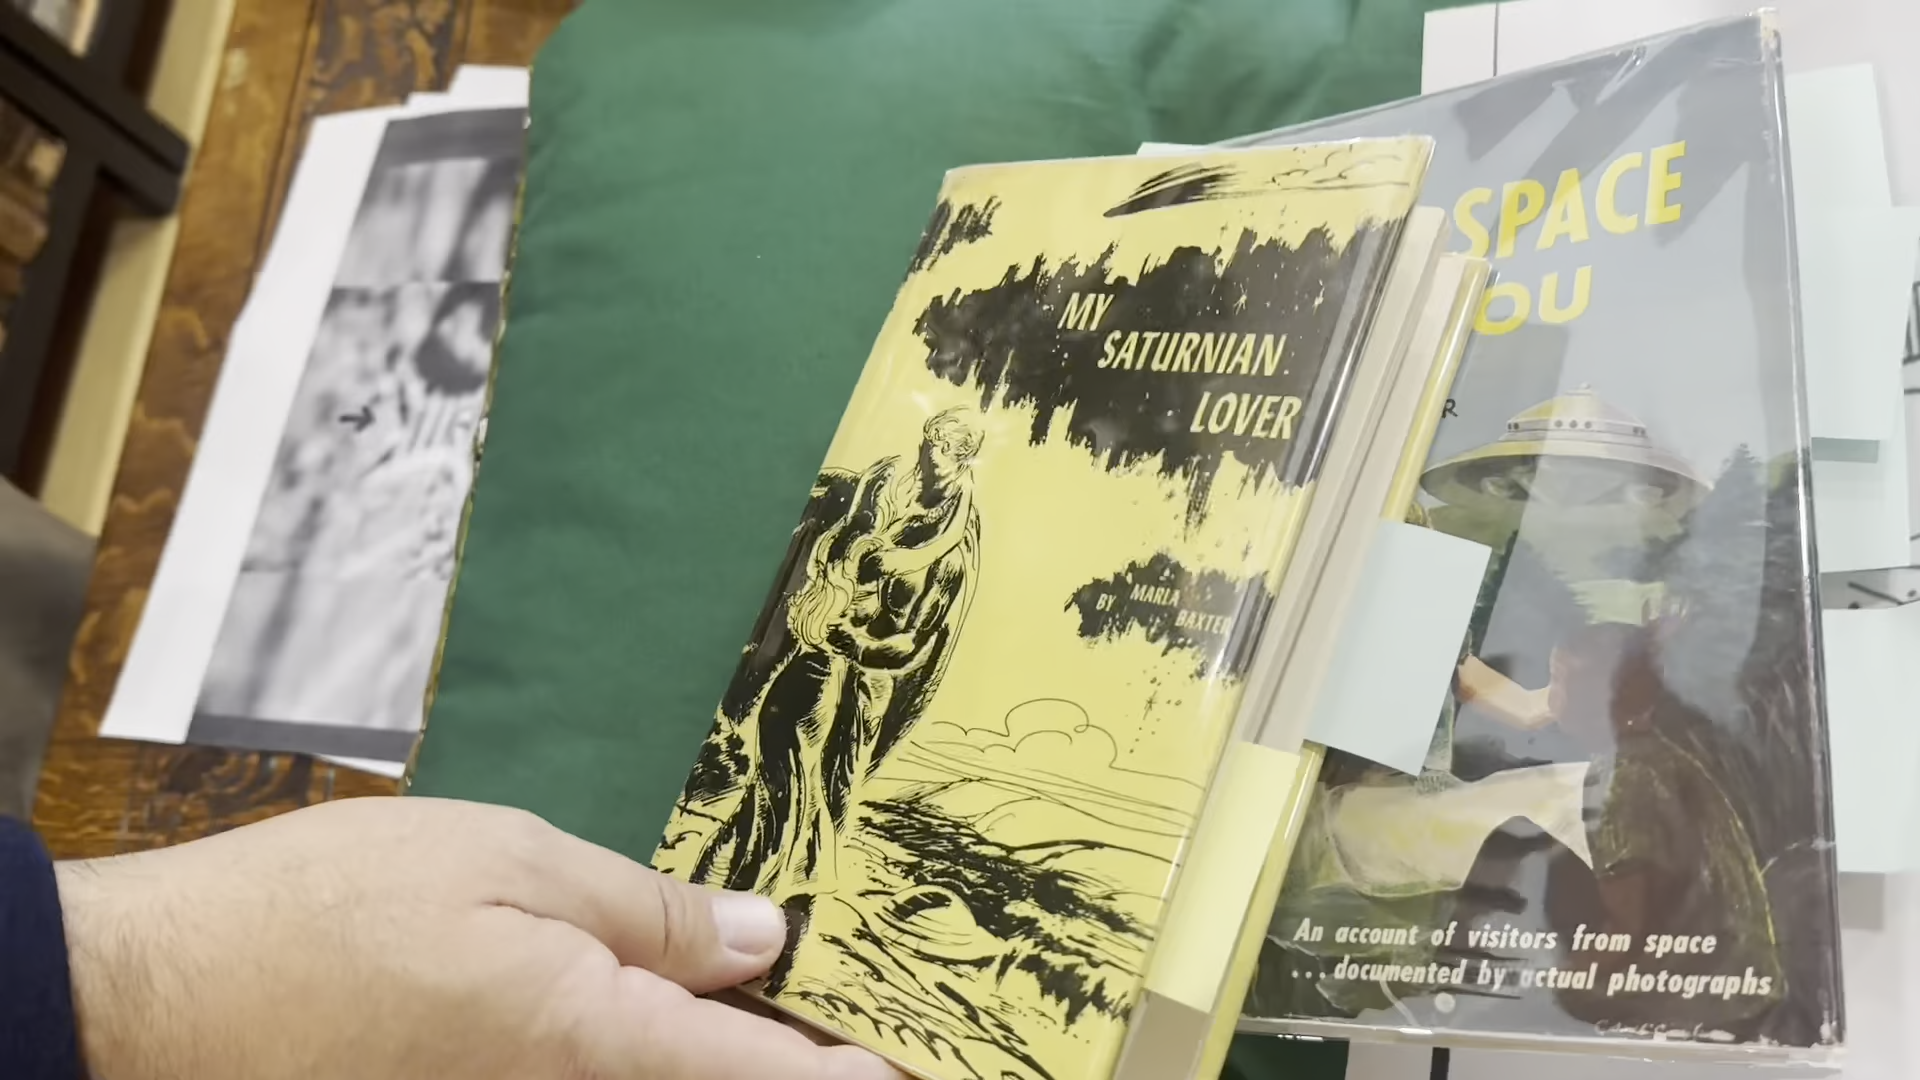 MY
SATURNIAN
LOVER
BY MARLA
BAXTER
SPACE
OU
R
An account of visitors from space
...documented by actual photographs